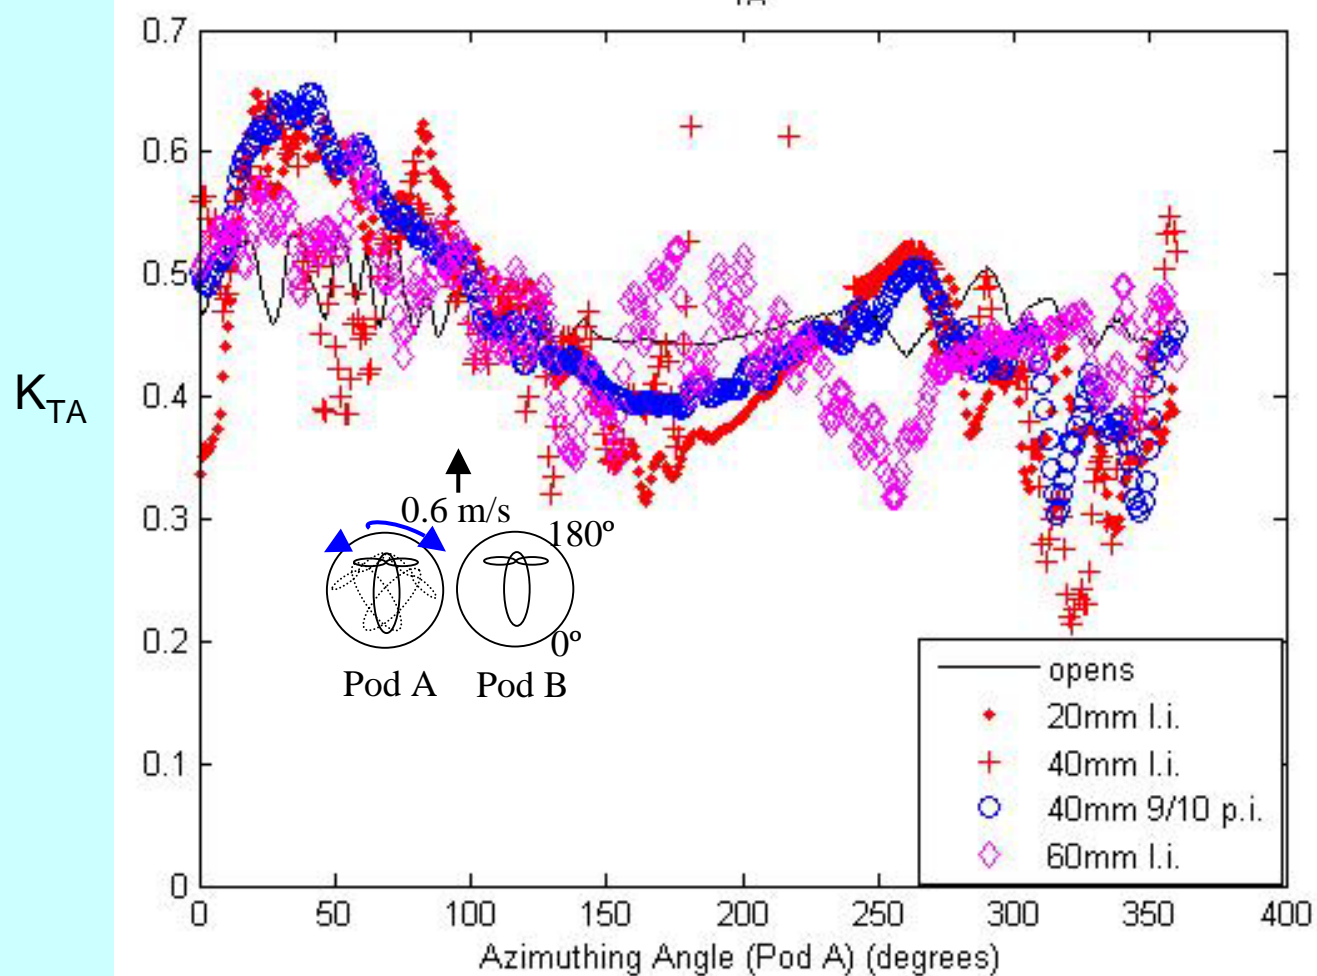 0.7
0.6
0.5
0.4
0.3
0.2
0.1
0
K_TA
0.6 m/s
180º
0º
Pod A Pod B
opens
20mm l.i.
40mm l.i.
40mm 9/10 p.i.
60mm l.i.
0 50 100 150 200 250 300 350 400
Azimuthing Angle (Pod A) (degrees)